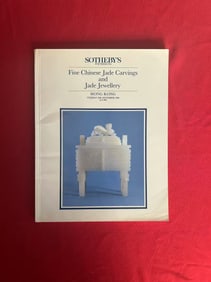 SOTHEBY'S
Fine Chinese Jade Carvings
and
Jade Jewellery
HONG KONG